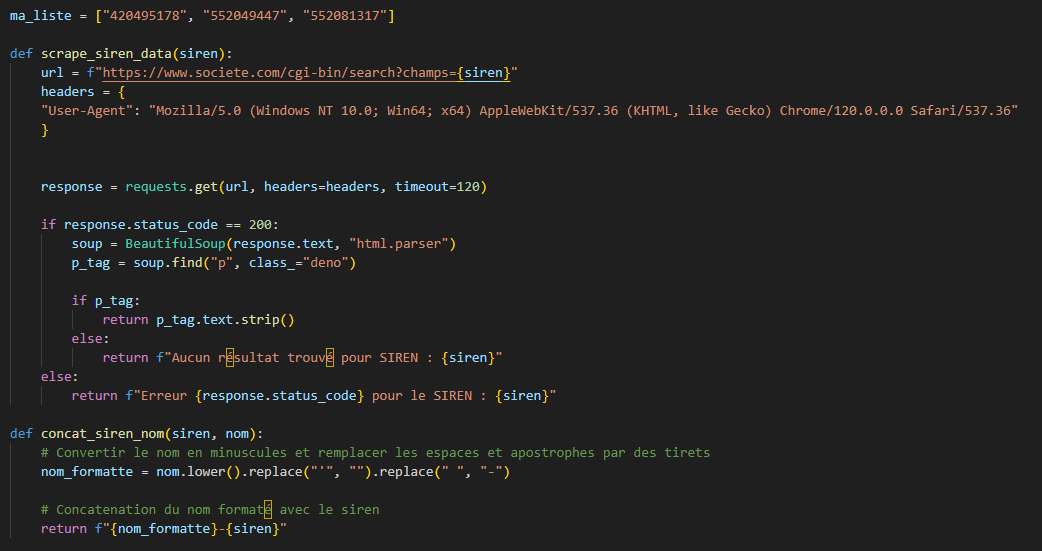 ma_liste = ["420495178", "552049447", "552081317"]
def scrape_siren_data(siren):
url = f"https://www.societe.com/cgi-bin/search?champs={siren}"
headers = {
"User-Agent": "Mozilla/5.0 (Windows NT 10.0; Win64; x64) AppleWebKit/537.36 (KHTML, like Gecko) Chrome/120.0.0.0 Safari/537.36"
}
response = requests.get(url, headers=headers, timeout=120)
if response.status_code == 200:
soup = BeautifulSoup(response.text, "html.parser")
p_tag = soup.find("p", class_="deno")
if p_tag:
return p_tag.text.strip()
else:
return f"Aucun résultat trouvé pour SIREN : {siren}"
else:
return f"Erreur {response.status_code} pour le SIREN : {siren}"
def concat_siren_nom(siren, nom):
# Convertir le nom en minuscules et remplacer les espaces et apostrophes par des tirets
nom_formatte = nom.lower().replace("'", "").replace(" ", "-")
# Concatenation du nom formaté avec le siren
return f"{nom_formatte}-{siren}"